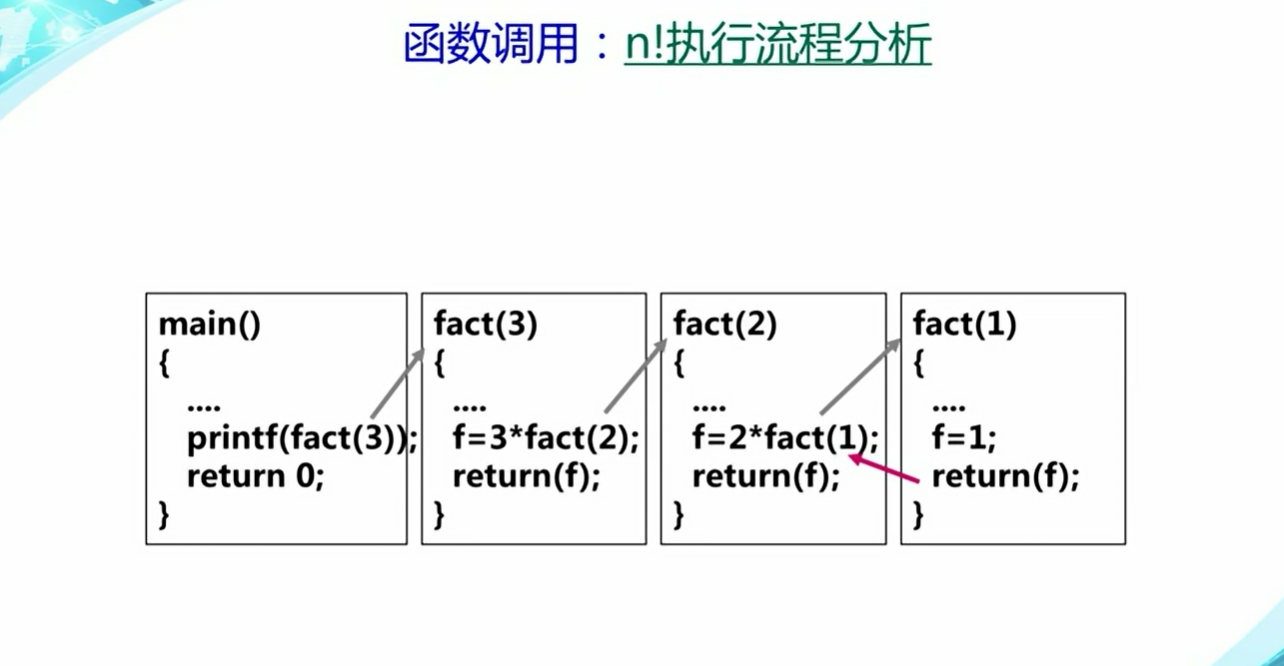 函数调用：n!执行流程分析
main()
{
....
printf(fact(3));
return 0;
}
fact(3)
{
....
f=3*fact(2);
return(f);
}
fact(2)
{
....
f=2*fact(1);
return(f);
}
fact(1)
{
....
f=1;
return(f);
}